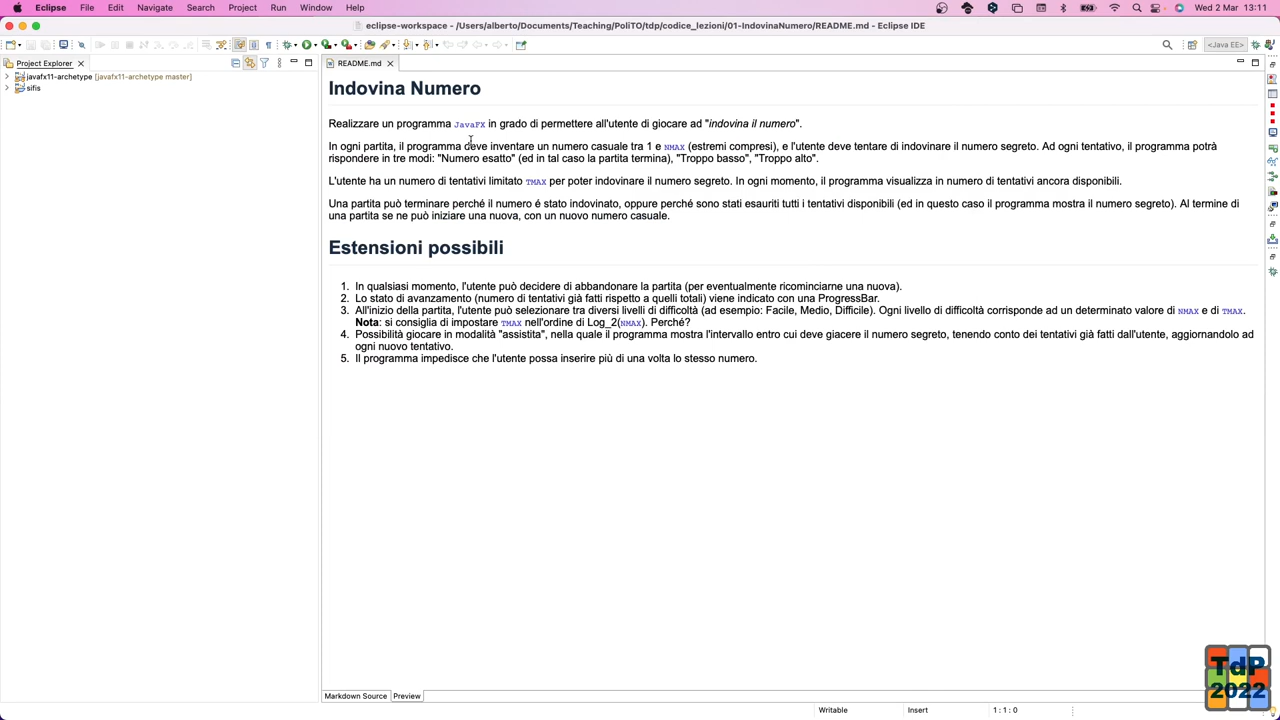 Eclipse File Edit Navigate Search Project Run Window Help Wed 2 Mar 13:11
eclipse-workspace - /Users/alberto/Documents/Teaching/PoliTO/tdp/codice_lezioni/01-IndovinaNumero/README.md - Eclipse IDE
<Java EE>
Project Explorer
README.md
javafx11-archetype [javafx11-archetype master]
sifis
Indovina Numero
Realizzare un programma JavaFX in grado di permettere all'utente di giocare ad "indovina il numero".
In ogni partita, il programma deve inventare un numero casuale tra 1 e NMAX (estremi compresi), e l'utente deve tentare di indovinare il numero segreto. Ad ogni tentativo, il programma potrà
rispondere in tre modi: "Numero esatto" (ed in tal caso la partita termina), "Troppo basso", "Troppo alto".
L'utente ha un numero di tentativi limitato TMAX per poter indovinare il numero segreto. In ogni momento, il programma visualizza in numero di tentativi ancora disponibili.
Una partita può terminare perché il numero é stato indovinato, oppure perché sono stati esauriti tutti i tentativi disponibili (ed in questo caso il programma mostra il numero segreto). Al termine di
una partita se ne può iniziare una nuova, con un nuovo numero casuale.
Estensioni possibili
1. In qualsiasi momento, l'utente può decidere di abbandonare la partita (per eventualmente ricominciarne una nuova).
2. Lo stato di avanzamento (numero di tentativi già fatti rispetto a quelli totali) viene indicato con una ProgressBar.
3. All'inizio della partita, l'utente può selezionare tra diversi livelli di difficoltà (ad esempio: Facile, Medio, Difficile). Ogni livello di difficoltà corrisponde ad un determinato valore di NMAX e di TMAX.
Nota: si consiglia di impostare TMAX nell'ordine di Log_2(NMAX). Perché?
4. Possibilità giocare in modalità "assistita", nella quale il programma mostra l'intervallo entro cui deve giacere il numero segreto, tenendo conto dei tentativi già fatti dall'utente, aggiornandolo ad
ogni nuovo tentativo.
5. Il programma impedisce che l'utente possa inserire più di una volta lo stesso numero.
Markdown Source Preview
Writable Insert 1 : 1 : 0
TdP
2022